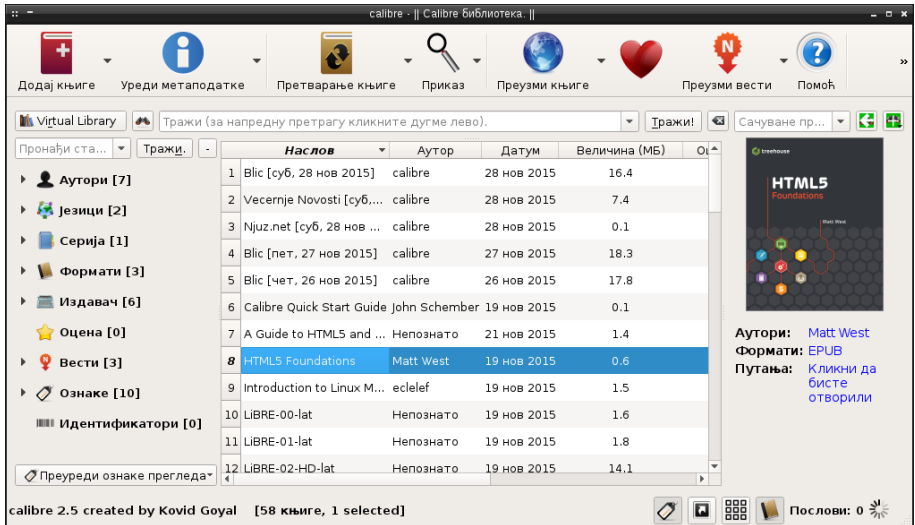 calibre - || Calibre библиотека. ||
Додај књиге
Уреди метаподатке
Претварање књиге
Приказ
Преузми књиге
Преузми вести
Помоћ
»
Virtual Library
Тражи (за напредну претрагу кликните дугме лево).
Тражи!
Сачуване пр...
Пронађи ста...
Тражи.
-
Наслов Аутор Датум Величина (МБ)
1 Blic [суб, 28 нов 2015] calibre 28 нов 2015 16.4
2 Vecernje Novosti [суб,... calibre 28 нов 2015 7.4
3 Njuz.net [суб, 28 нов ... calibre 28 нов 2015 0.1
4 Blic [пет, 27 нов 2015] calibre 27 нов 2015 18.3
5 Blic [чет, 26 нов 2015] calibre 26 нов 2015 17.8
6 Calibre Quick Start Guide John Schember 19 нов 2015 0.1
7 A Guide to HTML5 and ... Непознато 21 нов 2015 1.4
8 HTML5 Foundations Matt West 19 нов 2015 0.6
9 Introduction to Linux M... eclelef 19 нов 2015 1.5
10 LiBRE-00-lat Непознато 19 нов 2015 1.6
11 LiBRE-01-lat Непознато 19 нов 2015 1.8
12 LiBRE-02-HD-lat Непознато 19 нов 2015 14.1
Аутори [7]
Језици [2]
Серија [1]
Формати [3]
Издавач [6]
Оцена [0]
Вести [3]
Ознаке [10]
Идентификатори [0]
Преуреди ознаке прегледа
treehouse
HTML5
Foundations
Matt West
Аутори: Matt West
Формати: EPUB
Путања: Кликни да
бисте
отворили
calibre 2.5 created by Kovid Goyal [58 књиге, 1 selected]
Послови: 0